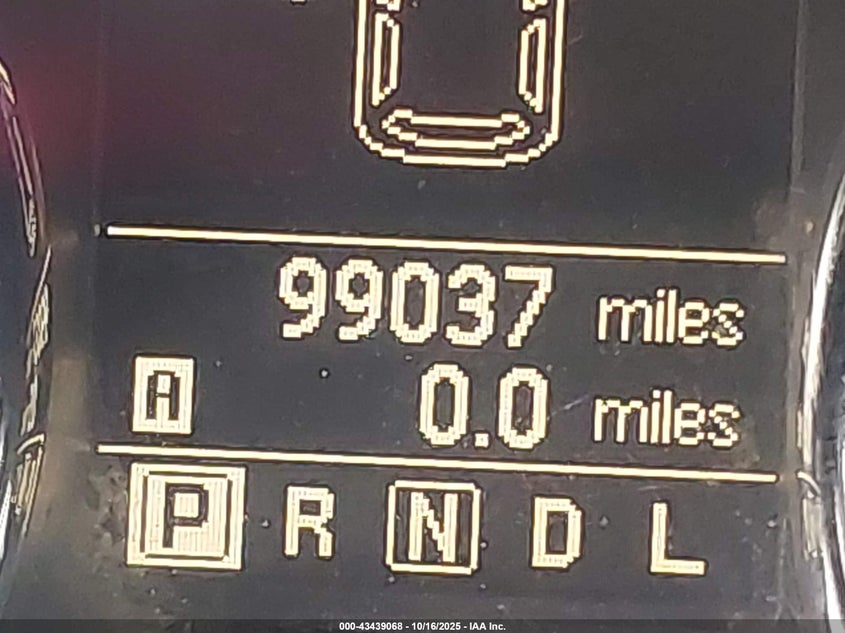 99037 miles
A 0.0 miles
P R N D L
000-43439068 - 10/16/2025 - IAA Inc.